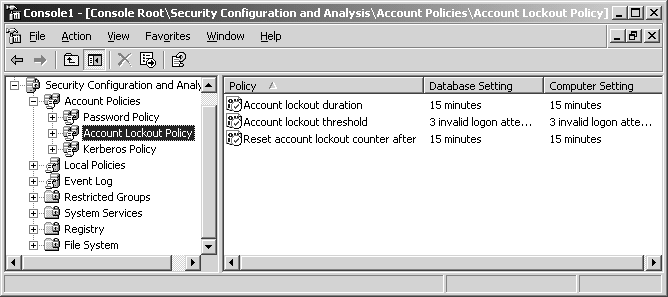 Console1 - [Console Root\Security Configuration and Analysis\Account Policies\Account Lockout Policy]
File Action View Favorites Window Help
Security Configuration and Analy
Account Policies
Password Policy
Account Lockout Policy
Kerberos Policy
Local Policies
Event Log
Restricted Groups
System Services
Registry
File System
Policy Database Setting Computer Setting
Account lockout duration 15 minutes 15 minutes
Account lockout threshold 3 invalid logon atte... 3 invalid logon atte...
Reset account lockout counter after 15 minutes 15 minutes